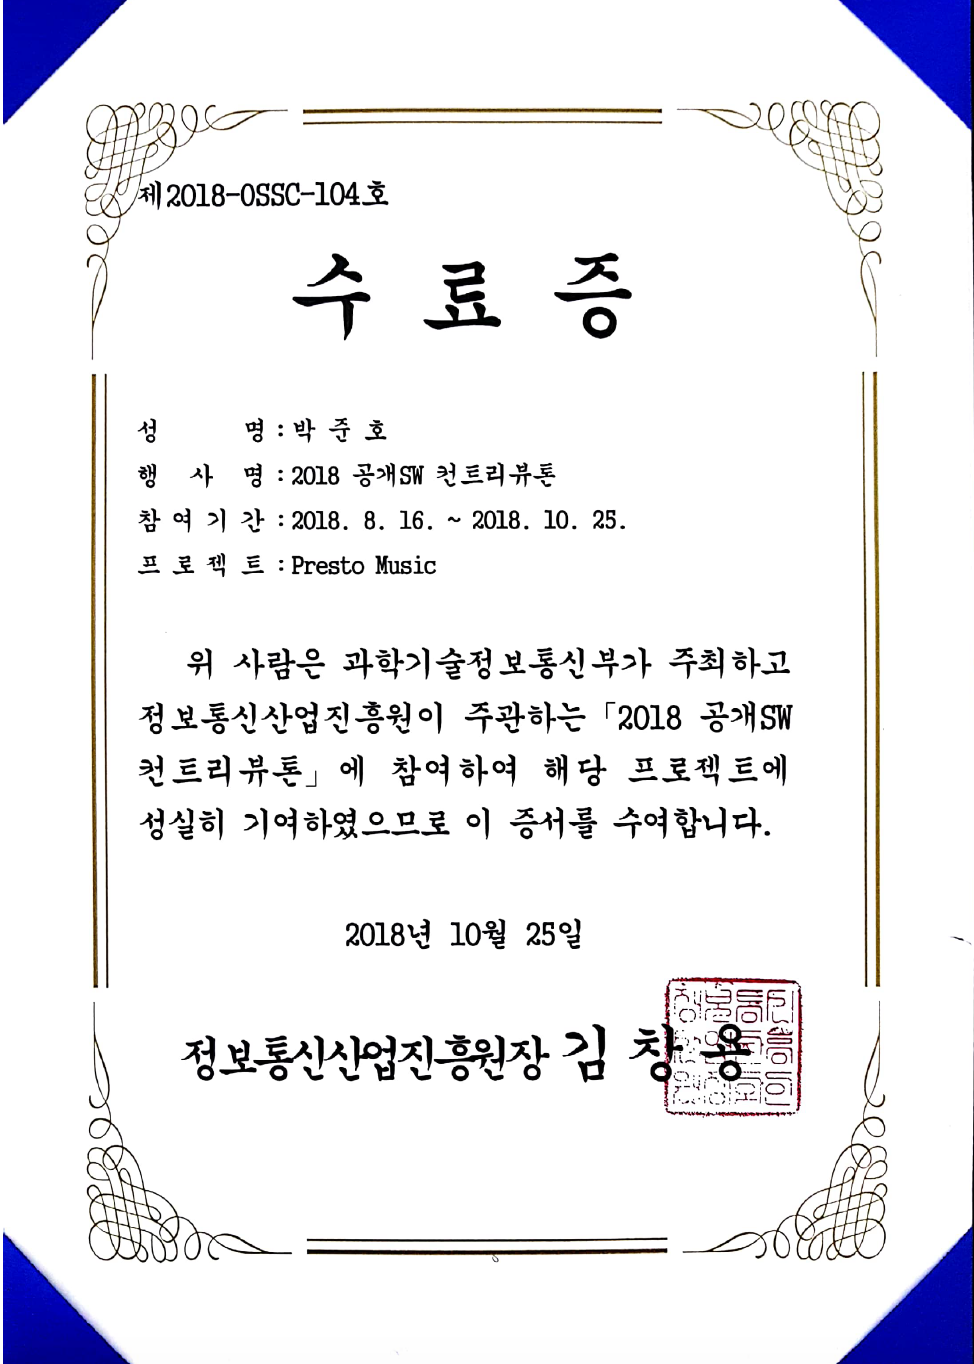 제2018-OSSC-104호
수 료 증
성 명 : 박 준 호
행 사 명 : 2018 공개SW 컨트리뷰톤
참 여 기 간 : 2018. 8. 16. ~ 2018. 10. 25.
프 로 젝 트 : Presto Music
위 사람은 과학기술정보통신부가 주최하고
정보통신산업진흥원이 주관하는 「2018 공개SW
컨트리뷰톤」에 참여하여 해당 프로젝트에
성실히 기여하였으므로 이 증서를 수여합니다.
2018년 10월 25일
정보통신산업진흥원장 김 창 용